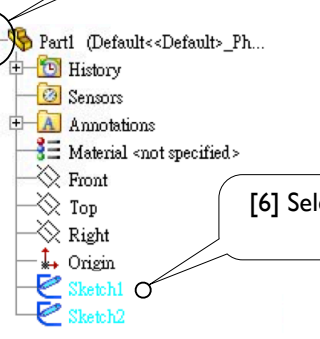 Part1 (Default<<Default>_Ph...
History
Sensors
Annotations
Material <not specified>
Front
Top
Right
[6] Sel
Origin
Sketch1
Sketch2